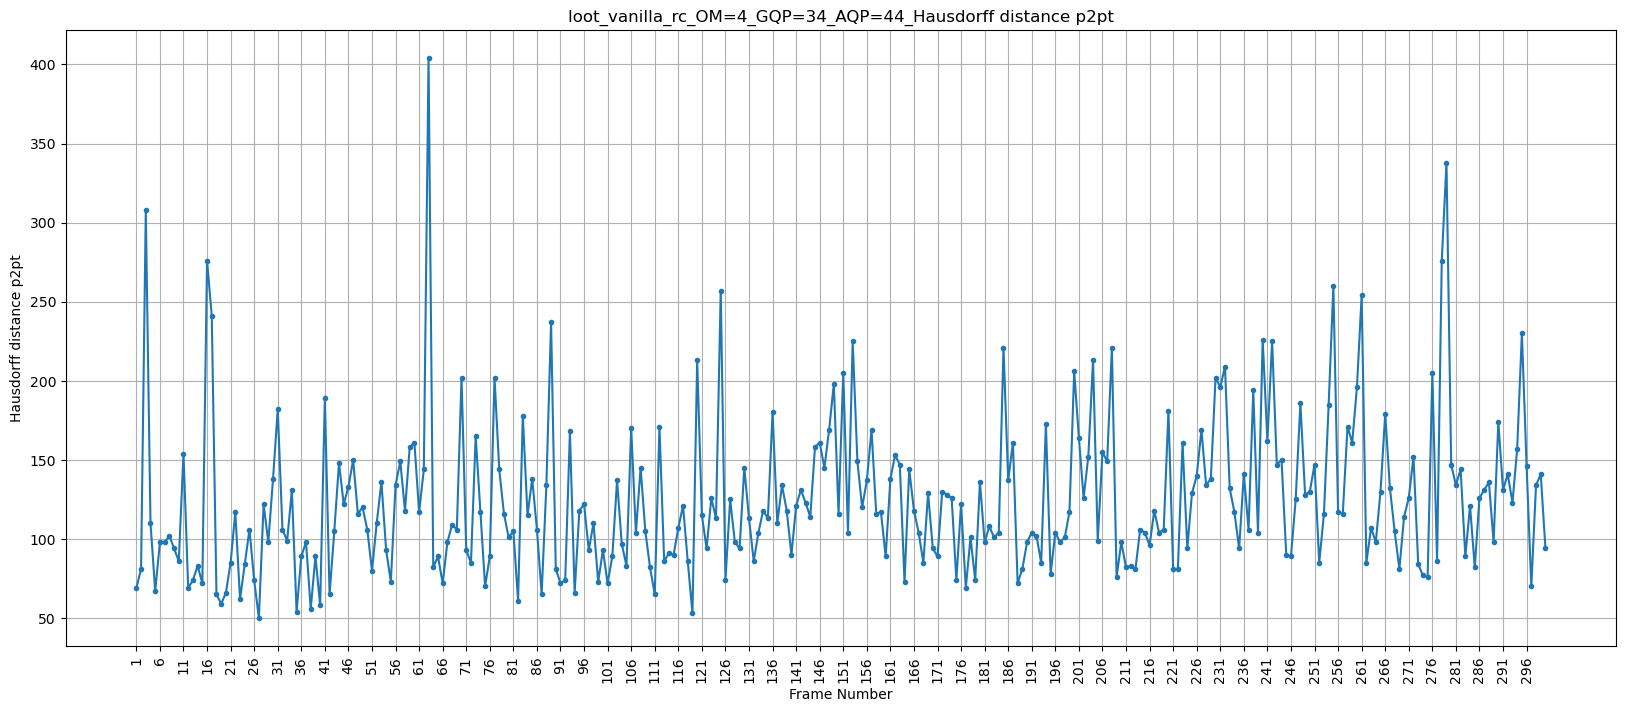 loot_vanilla_rc_OM=4_GQP=34_AQP=44_Hausdorff distance p2pt
400
350
300
250
200
150
100
50
Hausdorff distance p2pt
1 6 11 16 21 26 31 36 41 46 51 56 61 66 71 76 81 86 91 96 101 106 111 116 121 126 131 136 141 146 151 156 161 166 171 176 181 186 191 196 201 206 211 216 221 226 231 236 241 246 251 256 261 266 271 276 281 286 291 296
Frame Number